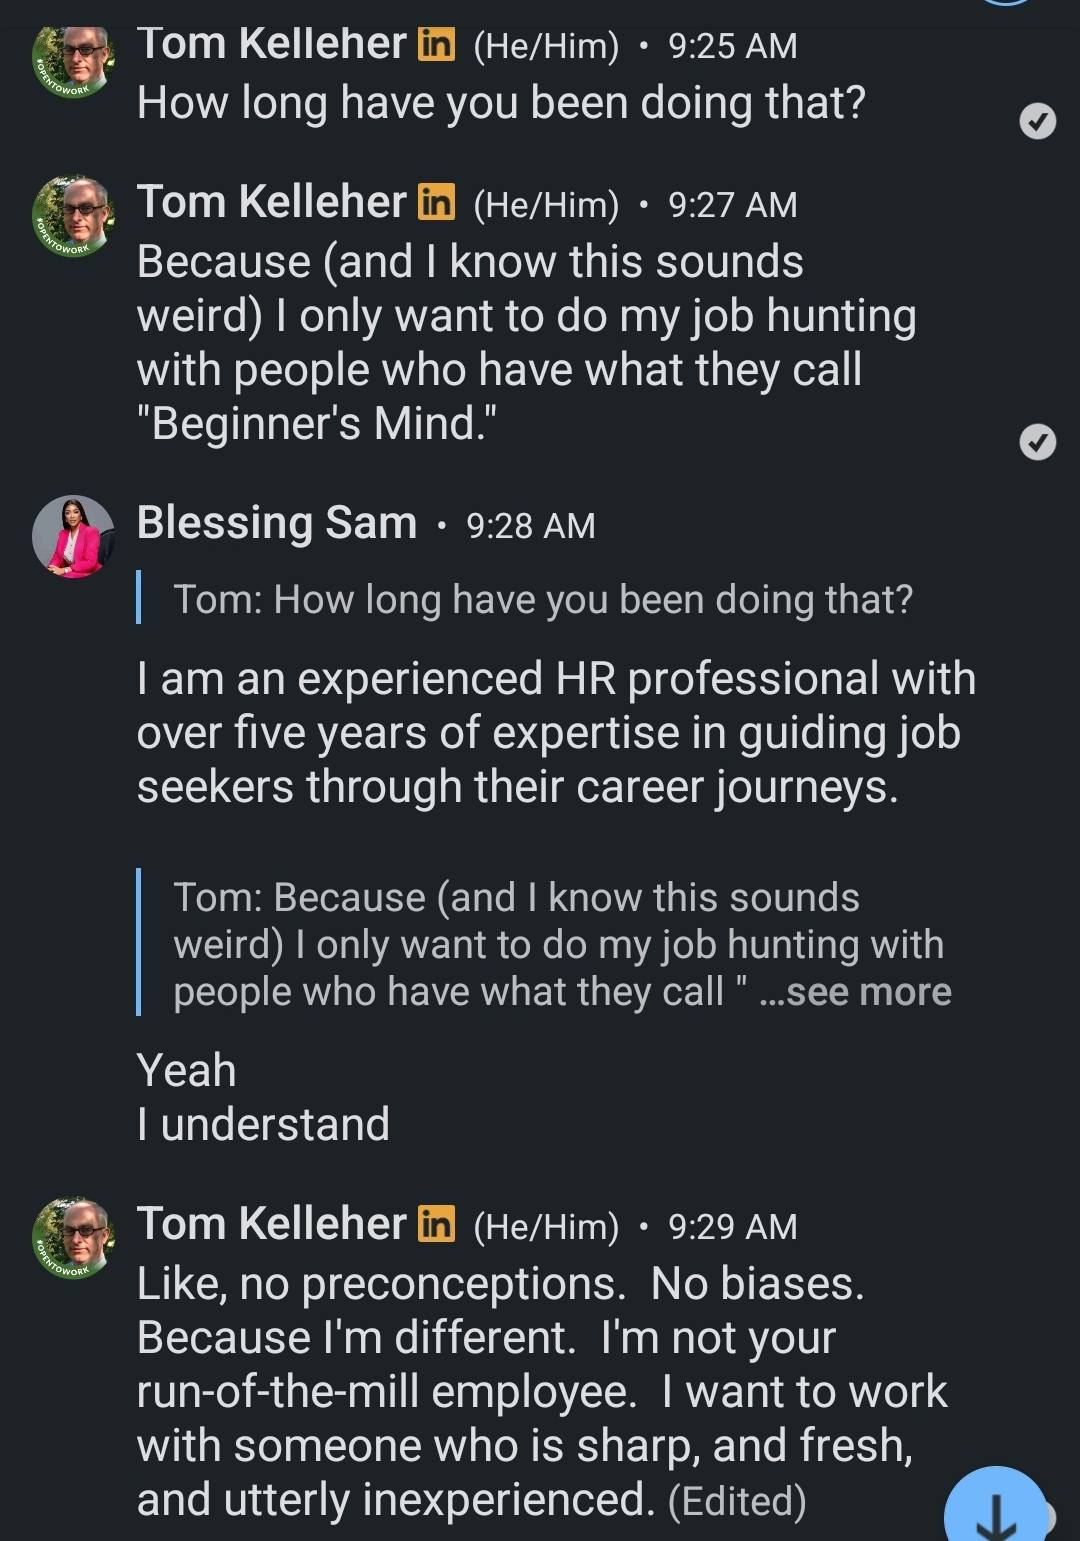 Tom Kelleher in (He/Him) • 9:25 AM
How long have you been doing that?
#OPENTOWORK
Tom Kelleher in (He/Him) • 9:27 AM
#OPENTOWORK
Because (and I know this sounds
weird) I only want to do my job hunting
with people who have what they call
"Beginner's Mind."
Blessing Sam • 9:28 AM
Tom: How long have you been doing that?
I am an experienced HR professional with
over five years of expertise in guiding job
seekers through their career journeys.
Tom: Because (and I know this sounds
weird) I only want to do my job hunting with
people who have what they call " ...see more
Yeah
I understand
Tom Kelleher in (He/Him) • 9:29 AM
#OPENTOWORK
Like, no preconceptions.  No biases.
Because I'm different.  I'm not your
run-of-the-mill employee.  I want to work
with someone who is sharp, and fresh,
and utterly inexperienced. (Edited)